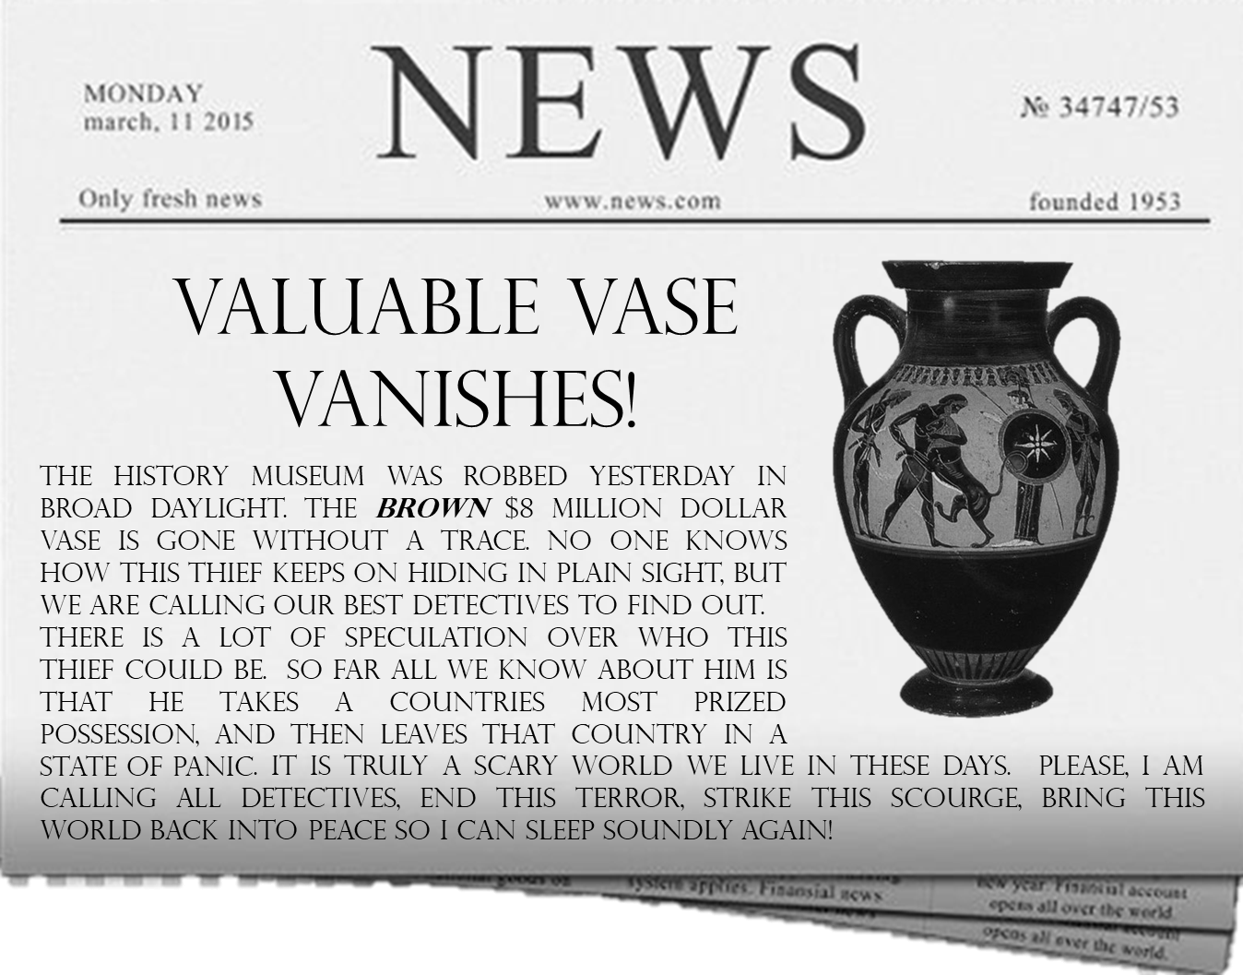 NEWS
MONDAY
march, 11 2015
№ 34747/53
Only fresh news
www.news.com
founded 1953
VALUABLE VASE
VANISHES!
THE HISTORY MUSEUM WAS ROBBED YESTERDAY IN
BROAD DAYLIGHT. THE BROWN $8 MILLION DOLLAR
VASE IS GONE WITHOUT A TRACE. NO ONE KNOWS
HOW THIS THIEF KEEPS ON HIDING IN PLAIN SIGHT, BUT
WE ARE CALLING OUR BEST DETECTIVES TO FIND OUT.
THERE IS A LOT OF SPECULATION OVER WHO THIS
THIEF COULD BE. SO FAR ALL WE KNOW ABOUT HIM IS
THAT HE TAKES A COUNTRIES MOST PRIZED
POSSESSION, AND THEN LEAVES THAT COUNTRY IN A
STATE OF PANIC. IT IS TRULY A SCARY WORLD WE LIVE IN THESE DAYS. PLEASE, I AM
CALLING ALL DETECTIVES, END THIS TERROR, STRIKE THIS SCOURGE, BRING THIS
WORLD BACK INTO PEACE SO I CAN SLEEP SOUNDLY AGAIN!
goods on
system applies. Finansial news
news
new year. Finansial account
opens all over the world.
account
opens all over the world.